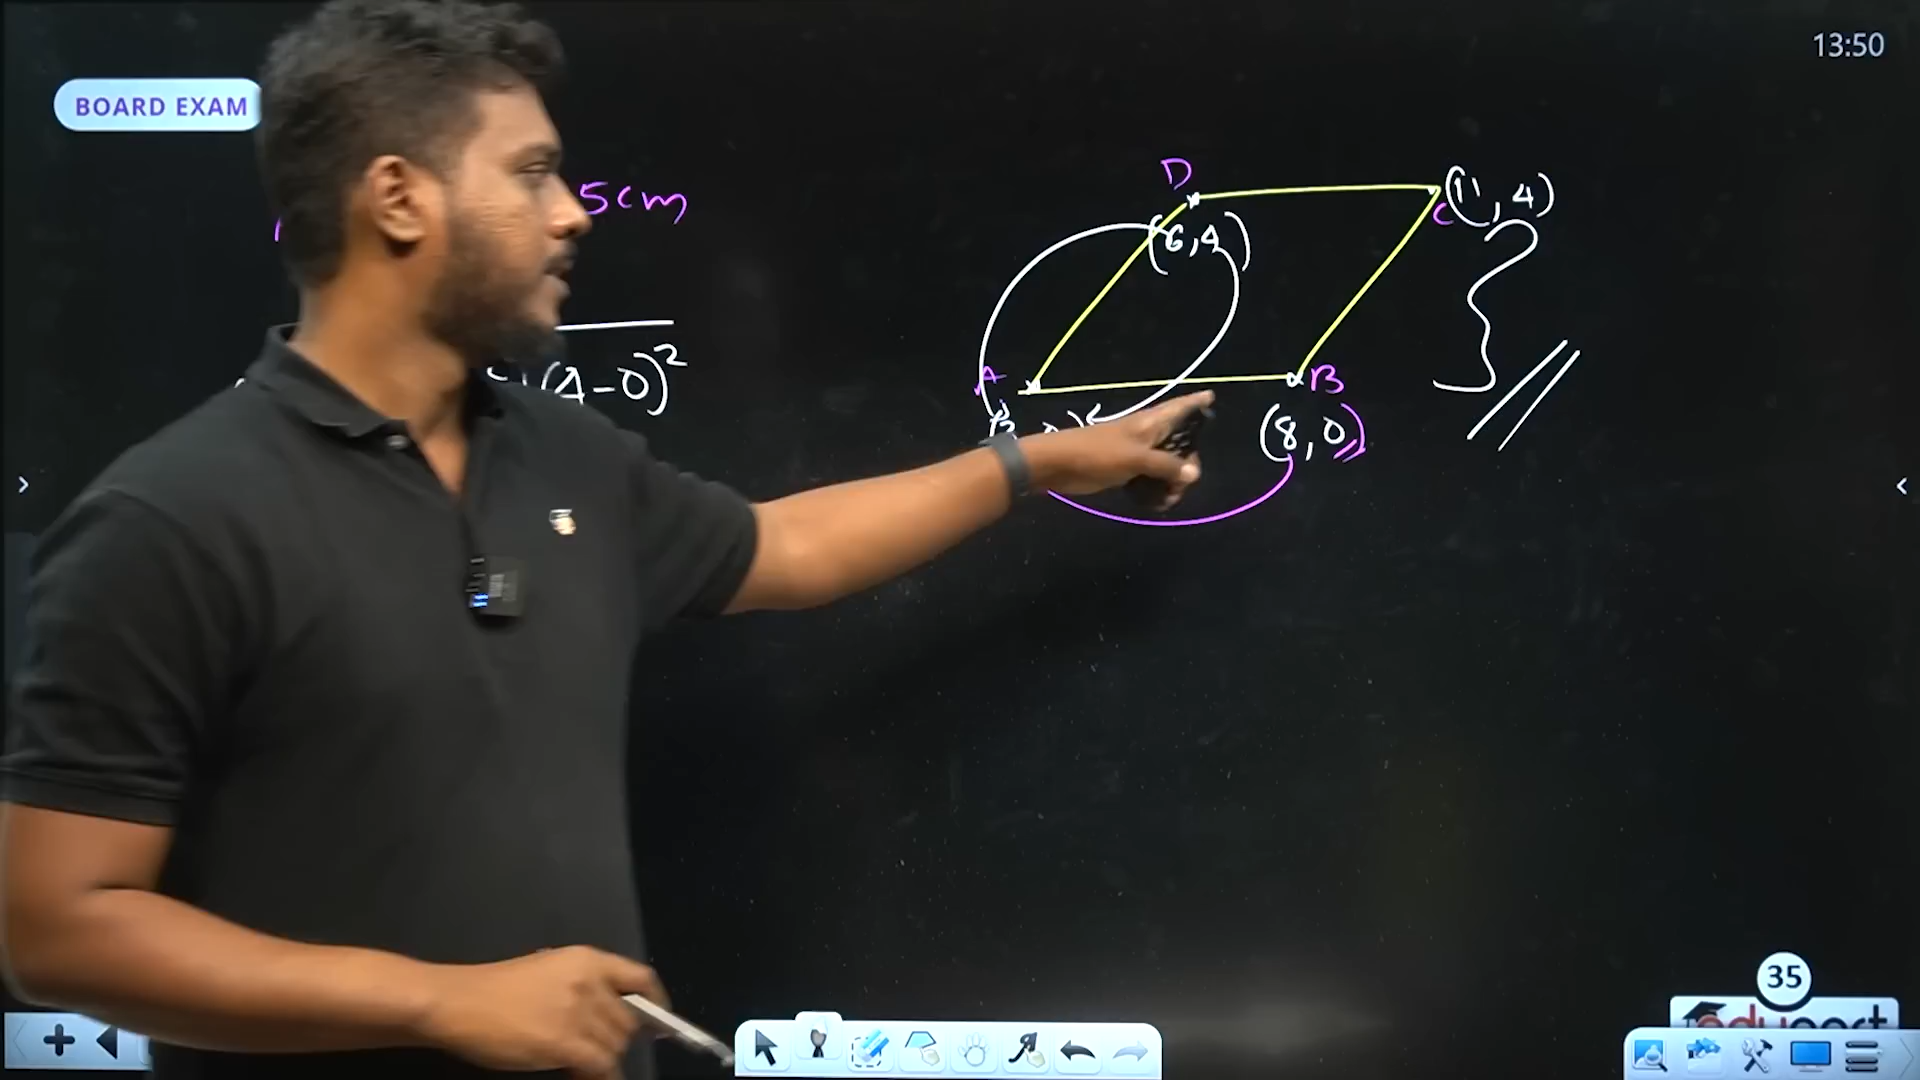 13:50
BOARD EXAM
5cm
(4-0)²
D
(6,4)
C
(11,4)
A
B
(8,0)
35